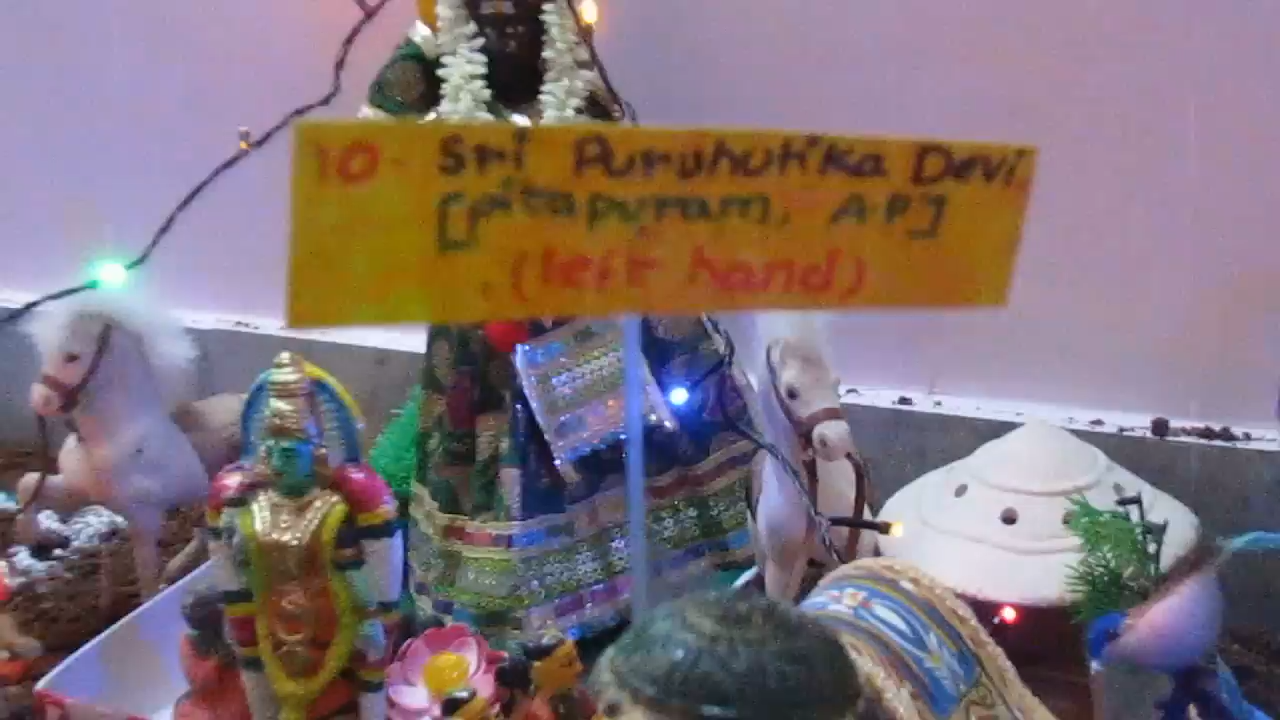 10- Sri Puruhutika Devi
[pitapuram, A.P]
(left hand)